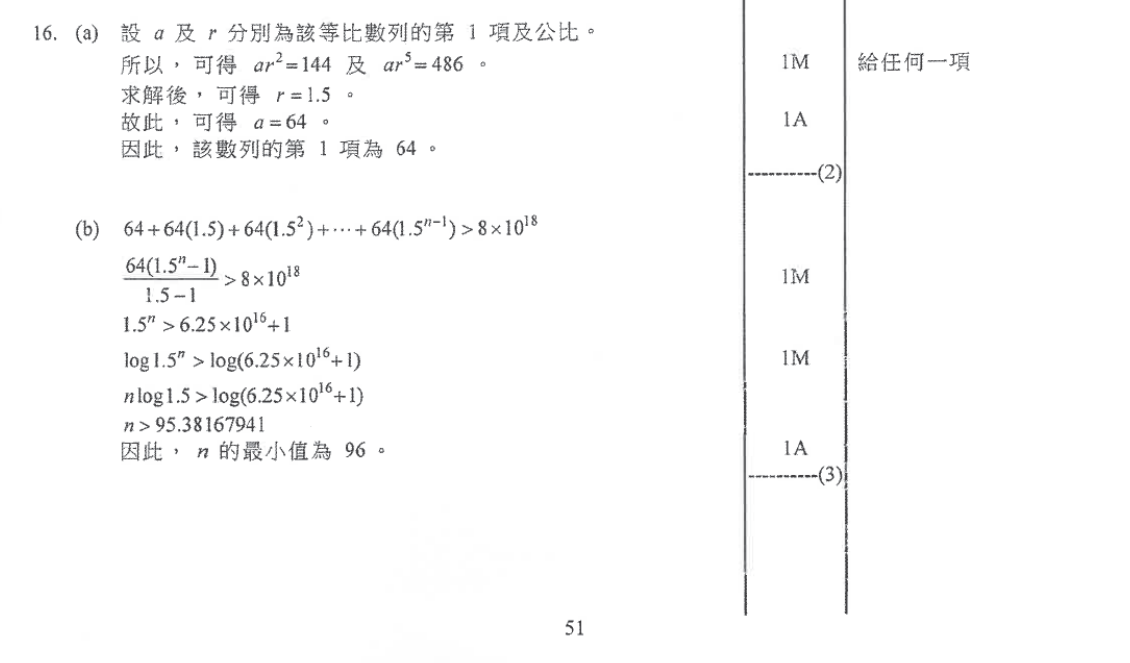 16. (a) 設 a 及 r 分別為該等比數列的第 1 項及公比。
所以，可得 ar²=144 及 ar⁵=486 。 1M 給任何一項
求解後，可得 r=1.5 。
故此，可得 a=64 。 1A
因此，該數列的第 1 項為 64 。
----------(2)
(b) 64+64(1.5)+64(1.5²)+⋯+64(1.5ⁿ⁻¹)>8×10¹⁸
64(1.5ⁿ−1)/1.5−1 >8×10¹⁸ 1M
1.5ⁿ >6.25×10¹⁶+1
log1.5ⁿ >log(6.25×10¹⁶+1) 1M
nlog1.5>log(6.25×10¹⁶+1)
n>95.38167941
因此， n 的最小值為 96 。 1A
----------(3)
51